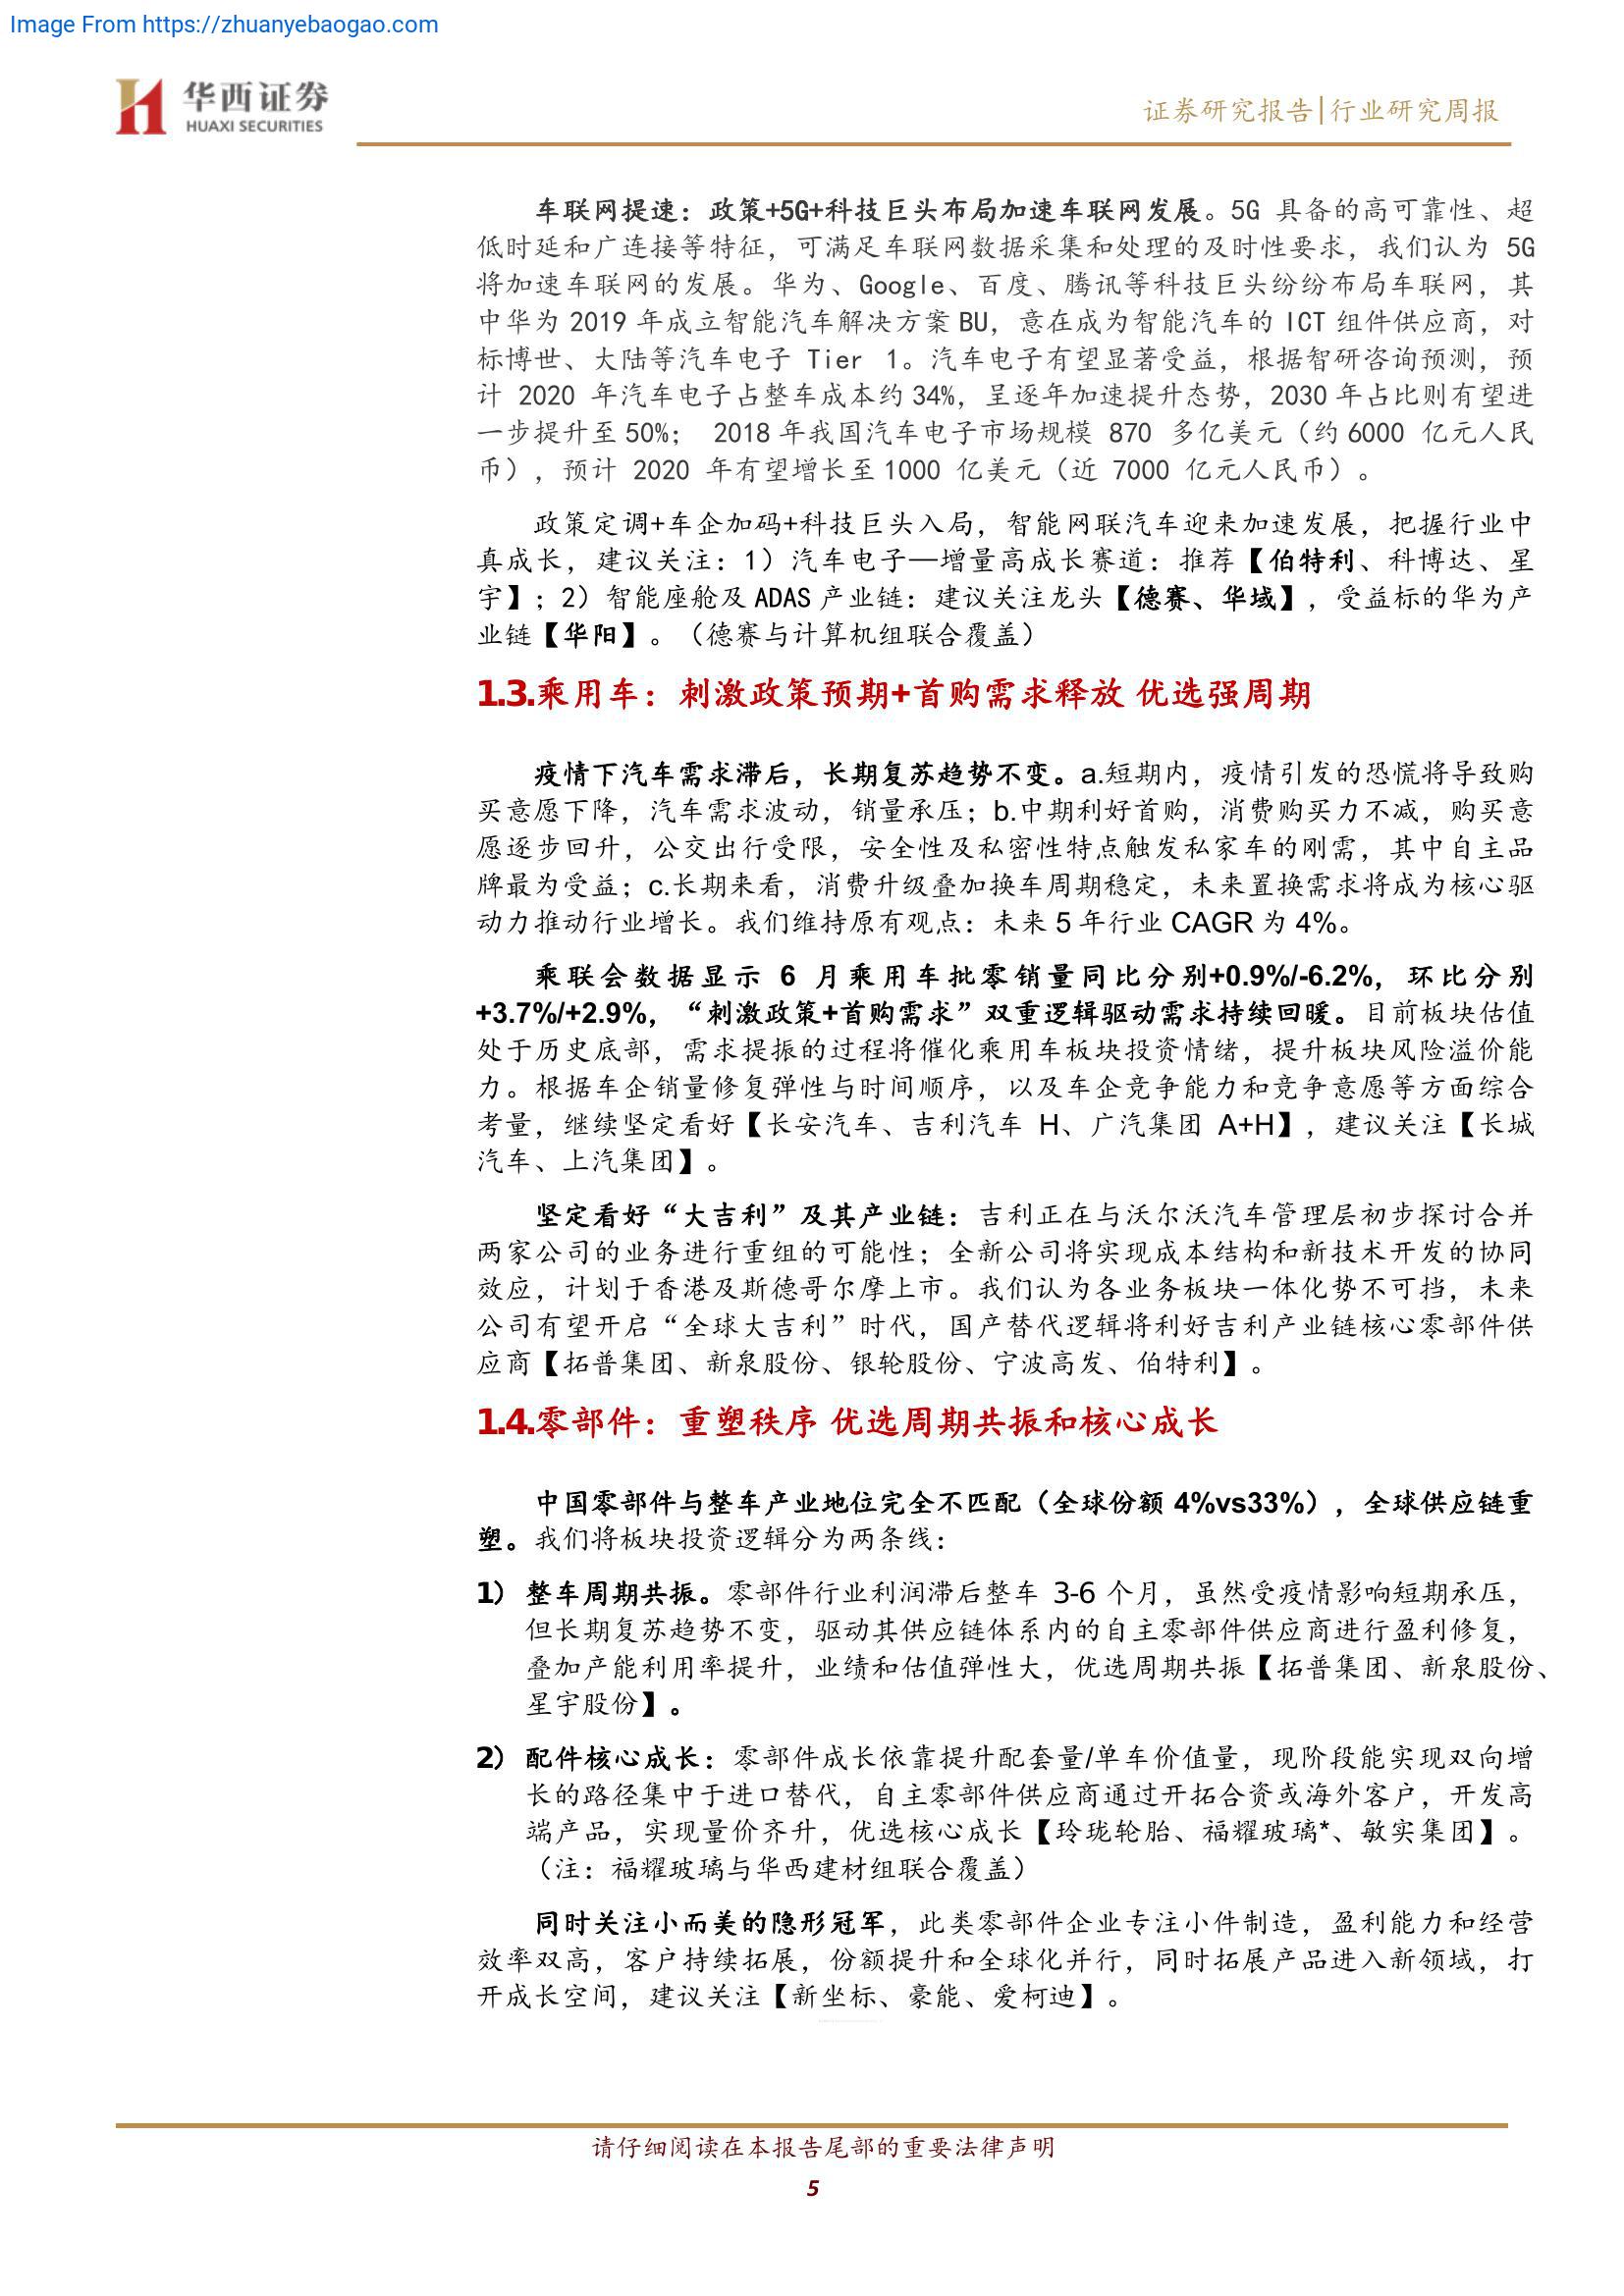 Image From https://zhuanyebaogao.com
华西证券
HUAXI SECURITIES
证券研究报告|行业研究周报
车联网提速：政策+5G+科技巨头布局加速车联网发展。5G 具备的高可靠性、超
低时延和广连接等特征，可满足车联网数据采集和处理的及时性要求，我们认为 5G
将加速车联网的发展。华为、Google、百度、腾讯等科技巨头纷纷布局车联网，其
中华为 2019 年成立智能汽车解决方案 BU，意在成为智能汽车的 ICT 组件供应商，对
标博世、大陆等汽车电子 Tier 1。汽车电子有望显著受益，根据智研咨询预测，预
计 2020 年汽车电子占整车成本约 34%，呈逐年加速提升态势，2030 年占比则有望进
一步提升至 50%； 2018 年我国汽车电子市场规模 870 多亿美元（约 6000 亿元人民
币），预计 2020 年有望增长至 1000 亿美元（近 7000 亿元人民币）。
政策定调+车企加码+科技巨头入局，智能网联汽车迎来加速发展，把握行业中
真成长，建议关注：1）汽车电子—增量高成长赛道：推荐【伯特利、科博达、星
宇】；2）智能座舱及 ADAS 产业链：建议关注龙头【德赛、华域】，受益标的华为产
业链【华阳】。（德赛与计算机组联合覆盖）
1.3.乘用车：刺激政策预期+首购需求释放 优选强周期
疫情下汽车需求滞后，长期复苏趋势不变。a.短期内，疫情引发的恐慌将导致购
买意愿下降，汽车需求波动，销量承压；b.中期利好首购，消费购买力不减，购买意
愿逐步回升，公交出行受限，安全性及私密性特点触发私家车的刚需，其中自主品
牌最为受益；c.长期来看，消费升级叠加换车周期稳定，未来置换需求将成为核心驱
动力推动行业增长。我们维持原有观点：未来 5 年行业 CAGR 为 4%。
乘联会数据显示 6 月乘用车批零销量同比分别+0.9%/-6.2%，环比分别
+3.7%/+2.9%，“刺激政策+首购需求”双重逻辑驱动需求持续回暖。目前板块估值
处于历史底部，需求提振的过程将催化乘用车板块投资情绪，提升板块风险溢价能
力。根据车企销量修复弹性与时间顺序，以及车企竞争能力和竞争意愿等方面综合
考量，继续坚定看好【长安汽车、吉利汽车 H、广汽集团 A+H】，建议关注【长城
汽车、上汽集团】。
坚定看好“大吉利”及其产业链：吉利正在与沃尔沃汽车管理层初步探讨合并
两家公司的业务进行重组的可能性；全新公司将实现成本结构和新技术开发的协同
效应，计划于香港及斯德哥尔摩上市。我们认为各业务板块一体化势不可挡，未来
公司有望开启“全球大吉利”时代，国产替代逻辑将利好吉利产业链核心零部件供
应商【拓普集团、新泉股份、银轮股份、宁波高发、伯特利】。
1.4.零部件：重塑秩序 优选周期共振和核心成长
中国零部件与整车产业地位完全不匹配（全球份额 4%vs33%），全球供应链重
塑。我们将板块投资逻辑分为两条线：
1） 整车周期共振。零部件行业利润滞后整车 3-6 个月，虽然受疫情影响短期承压，
但长期复苏趋势不变，驱动其供应链体系内的自主零部件供应商进行盈利修复，
叠加产能利用率提升，业绩和估值弹性大，优选周期共振【拓普集团、新泉股份、
星宇股份】。
2） 配件核心成长：零部件成长依靠提升配套量/单车价值量，现阶段能实现双向增
长的路径集中于进口替代，自主零部件供应商通过开拓合资或海外客户，开发高
端产品，实现量价齐升，优选核心成长【玲珑轮胎、福耀玻璃*、敏实集团】。
（注：福耀玻璃与华西建材组联合覆盖）
同时关注小而美的隐形冠军，此类零部件企业专注小件制造，盈利能力和经营
效率双高，客户持续拓展，份额提升和全球化并行，同时拓展产品进入新领域，打
开成长空间，建议关注【新坐标、豪能、爱柯迪】。
请仔细阅读在本报告尾部的重要法律声明
5